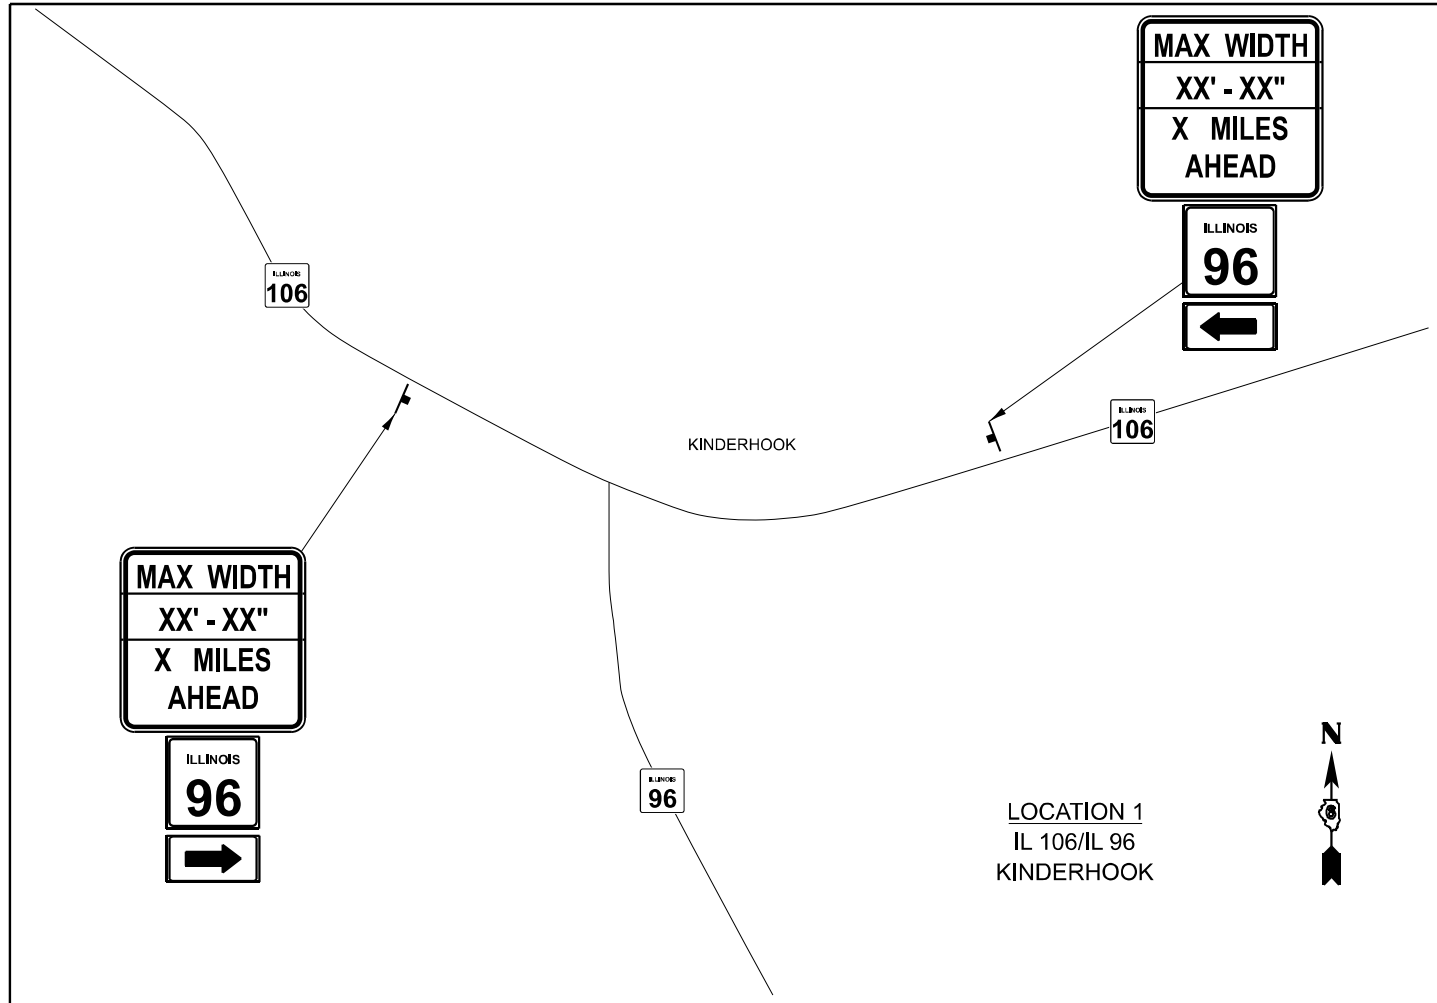 MAX WIDTH
XX' - XX"
X MILES
AHEAD
ILLINOIS
96
ILLINOIS
106
ILLINOIS
106
KINDERHOOK
MAX WIDTH
XX' - XX"
X MILES
AHEAD
ILLINOIS
96
ILLINOIS
96
LOCATION 1
IL 106/IL 96
KINDERHOOK
N
6